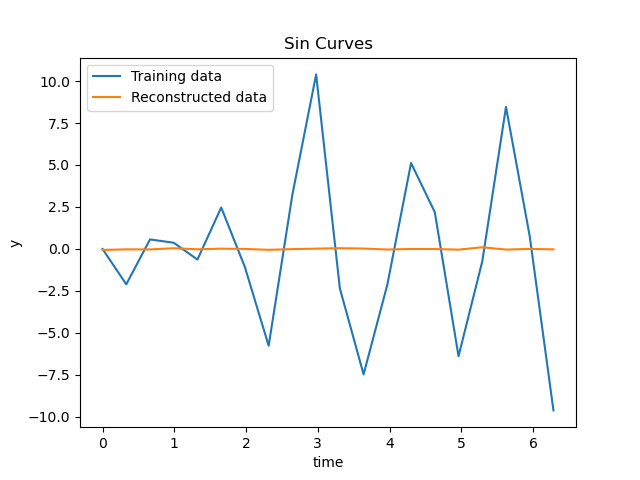 Sin Curves
Training data
Reconstructed data
10.0
7.5
5.0
2.5
0.0
−2.5
−5.0
−7.5
−10.0
y
0 1 2 3 4 5 6
time